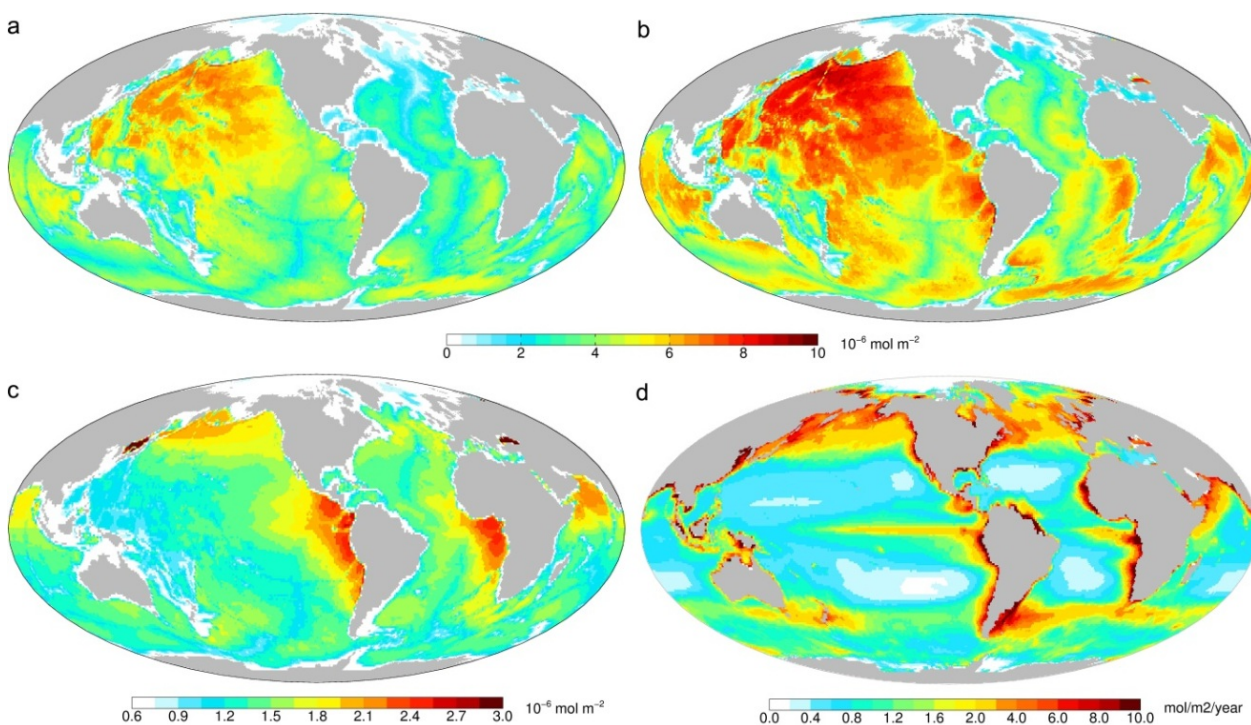 a
b
0 2 4 6 8 10 10⁻⁶ mol m⁻²
c
d
0.6 0.9 1.2 1.5 1.8 2.1 2.4 2.7 3.0 10⁻⁶ mol m⁻²
0.0 0.4 0.8 1.2 1.6 2.0 4.0 6.0 8.0 10.0 mol/m2/year